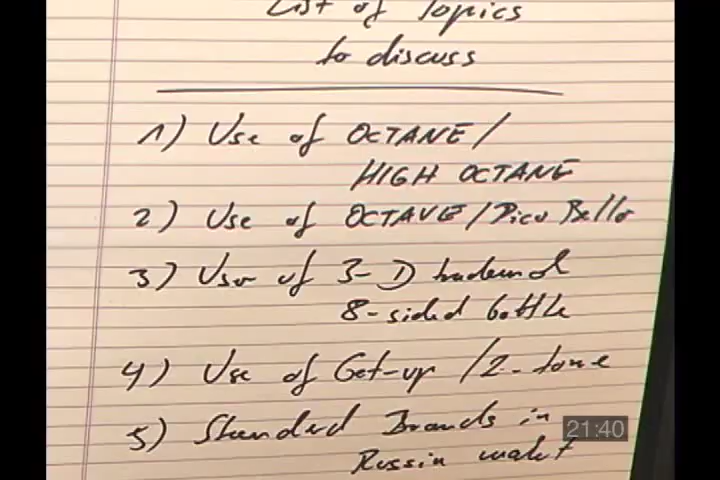 List of Topics
to discuss
1) Use of OCTANE /
HIGH OCTANE
2) Use of OCTAVE / Pico Bello
3) Use of 3-D trademark
8-sided bottle
4) Use of Get-up / 2-tone
5) Standard Brands in
Russian market
21:40